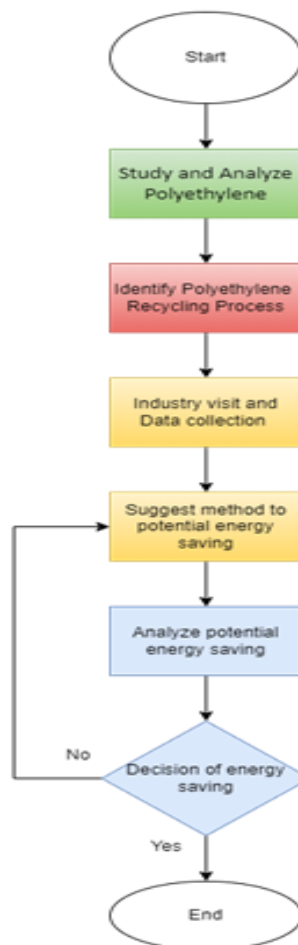 Start
Study and Analyze
Polyethylene
Identify Polyethylene
Recycling Process
Industry visit and
Data collection
Suggest method to
potential energy
saving
Analyze potential
energy saving
No
Decision of energy
saving
Yes
End